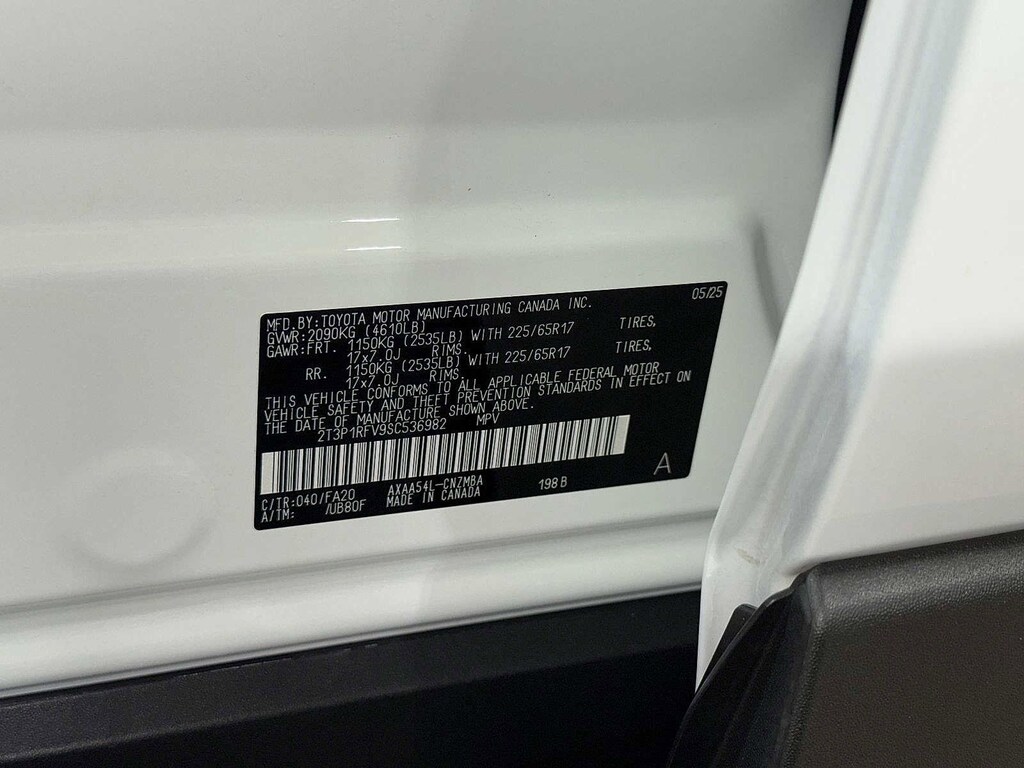 05/25
MFD.BY:TOYOTA MOTOR MANUFACTURING CANADA INC.
GVWR:2090KG (4610LB)
GAWR:FRT. 1150KG (2535LB) WITH 225/65R17 TIRES,
17x7.0J RIMS.
RR. 1150KG (2535LB) WITH 225/65R17 TIRES,
17x7.0J RIMS.
THIS VEHICLE CONFORMS TO ALL APPLICABLE FEDERAL MOTOR
VEHICLE SAFETY AND THEFT PREVENTION STANDARDS IN EFFECT ON
THE DATE OF MANUFACTURE SHOWN ABOVE.
2T3P1RFV9SC536982 MPV
A
C/TR:040/FA20 AXAA54L-CNZMBA 198B
A/TM: /UB80F MADE IN CANADA